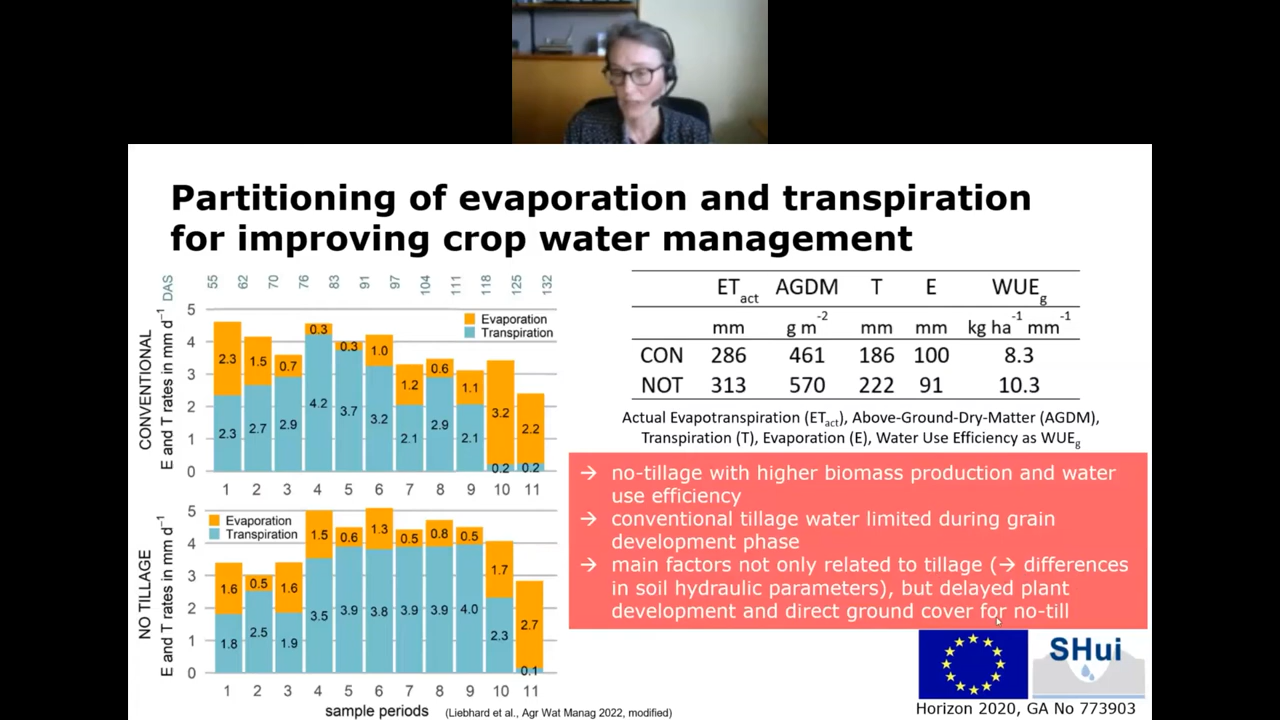 Partitioning of evaporation and transpiration
for improving crop water management
DAS 55 62 70 76 83 91 97 104 111 118 125 132
CONVENTIONAL
E and T rates in mm d⁻¹
5
4
3
2
1
0
Evaporation
Transpiration
2.3 1.5 0.7 0.3 0.3 1.0 1.2 0.6 1.1 3.2 2.2
2.3 2.7 2.9 4.2 3.7 3.2 2.1 2.9 2.1 0.2 0.2
1 2 3 4 5 6 7 8 9 10 11
NO TILLAGE
E and T rates in mm d⁻¹
5
4
3
2
1
0
Evaporation
Transpiration
1.6 0.5 1.6 1.5 0.6 1.3 0.5 0.8 0.5 1.7 2.7
1.8 2.5 1.9 3.5 3.9 3.8 3.9 3.9 4.0 2.3 0.1
1 2 3 4 5 6 7 8 9 10 11
sample periods (Liebhard et al., Agr Wat Manag 2022, modified)
ETact AGDM T E WUEg
mm g m⁻² mm mm kg ha⁻¹ mm⁻¹
CON 286 461 186 100 8.3
NOT 313 570 222 91 10.3
Actual Evapotranspiration (ETact), Above-Ground-Dry-Matter (AGDM),
Transpiration (T), Evaporation (E), Water Use Efficiency as WUEg
→ no-tillage with higher biomass production and water
use efficiency
→ conventional tillage water limited during grain
development phase
→ main factors not only related to tillage (→ differences
in soil hydraulic parameters), but delayed plant
development and direct ground cover for no-till
SHui
Horizon 2020, GA No 773903